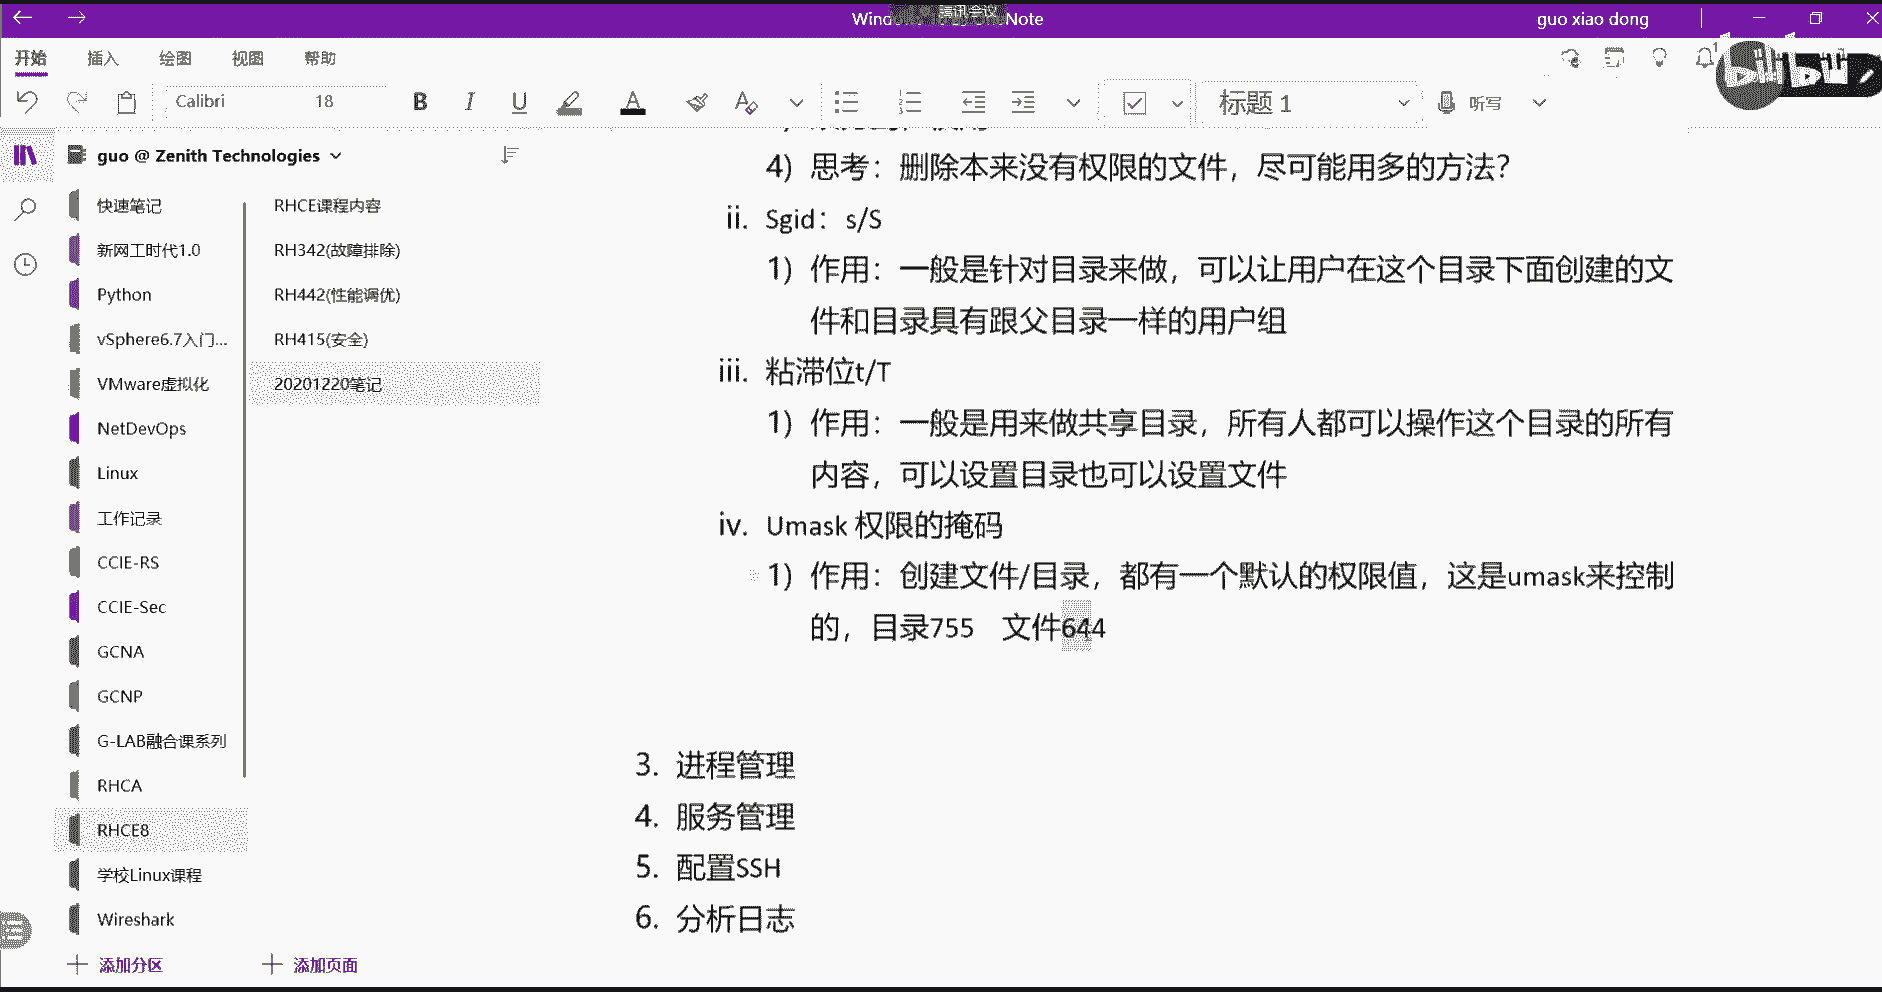 腾讯会议
guo xiao dong
开始 插入 绘图 视图 帮助
Calibri 18 B I U A 标题 1 听写
guo @ Zenith Technologies
快速笔记
新网工时代1.0
Python
vSphere6.7入门...
VMware虚拟化
NetDevOps
Linux
工作记录
CCIE-RS
CCIE-Sec
GCNA
GCNP
G-LAB融合课系列
RHCA
RHCE8
学校Linux课程
Wireshark
添加分区
RHCE课程内容
RH342(故障排除)
RH442(性能调优)
RH415(安全)
20201220笔记
添加页面
4) 思考：删除本来没有权限的文件，尽可能用多的方法？
ii. Sgid：s/S
1) 作用：一般是针对目录来做，可以让用户在这个目录下面创建的文
件和目录具有跟父目录一样的用户组
iii. 粘滞位t/T
1) 作用：一般是用来做共享目录，所有人都可以操作这个目录的所有
内容，可以设置目录也可以设置文件
iv. Umask 权限的掩码
1) 作用：创建文件/目录，都有一个默认的权限值，这是umask来控制
的，目录755 文件644
3. 进程管理
4. 服务管理
5. 配置SSH
6. 分析日志
bilibili